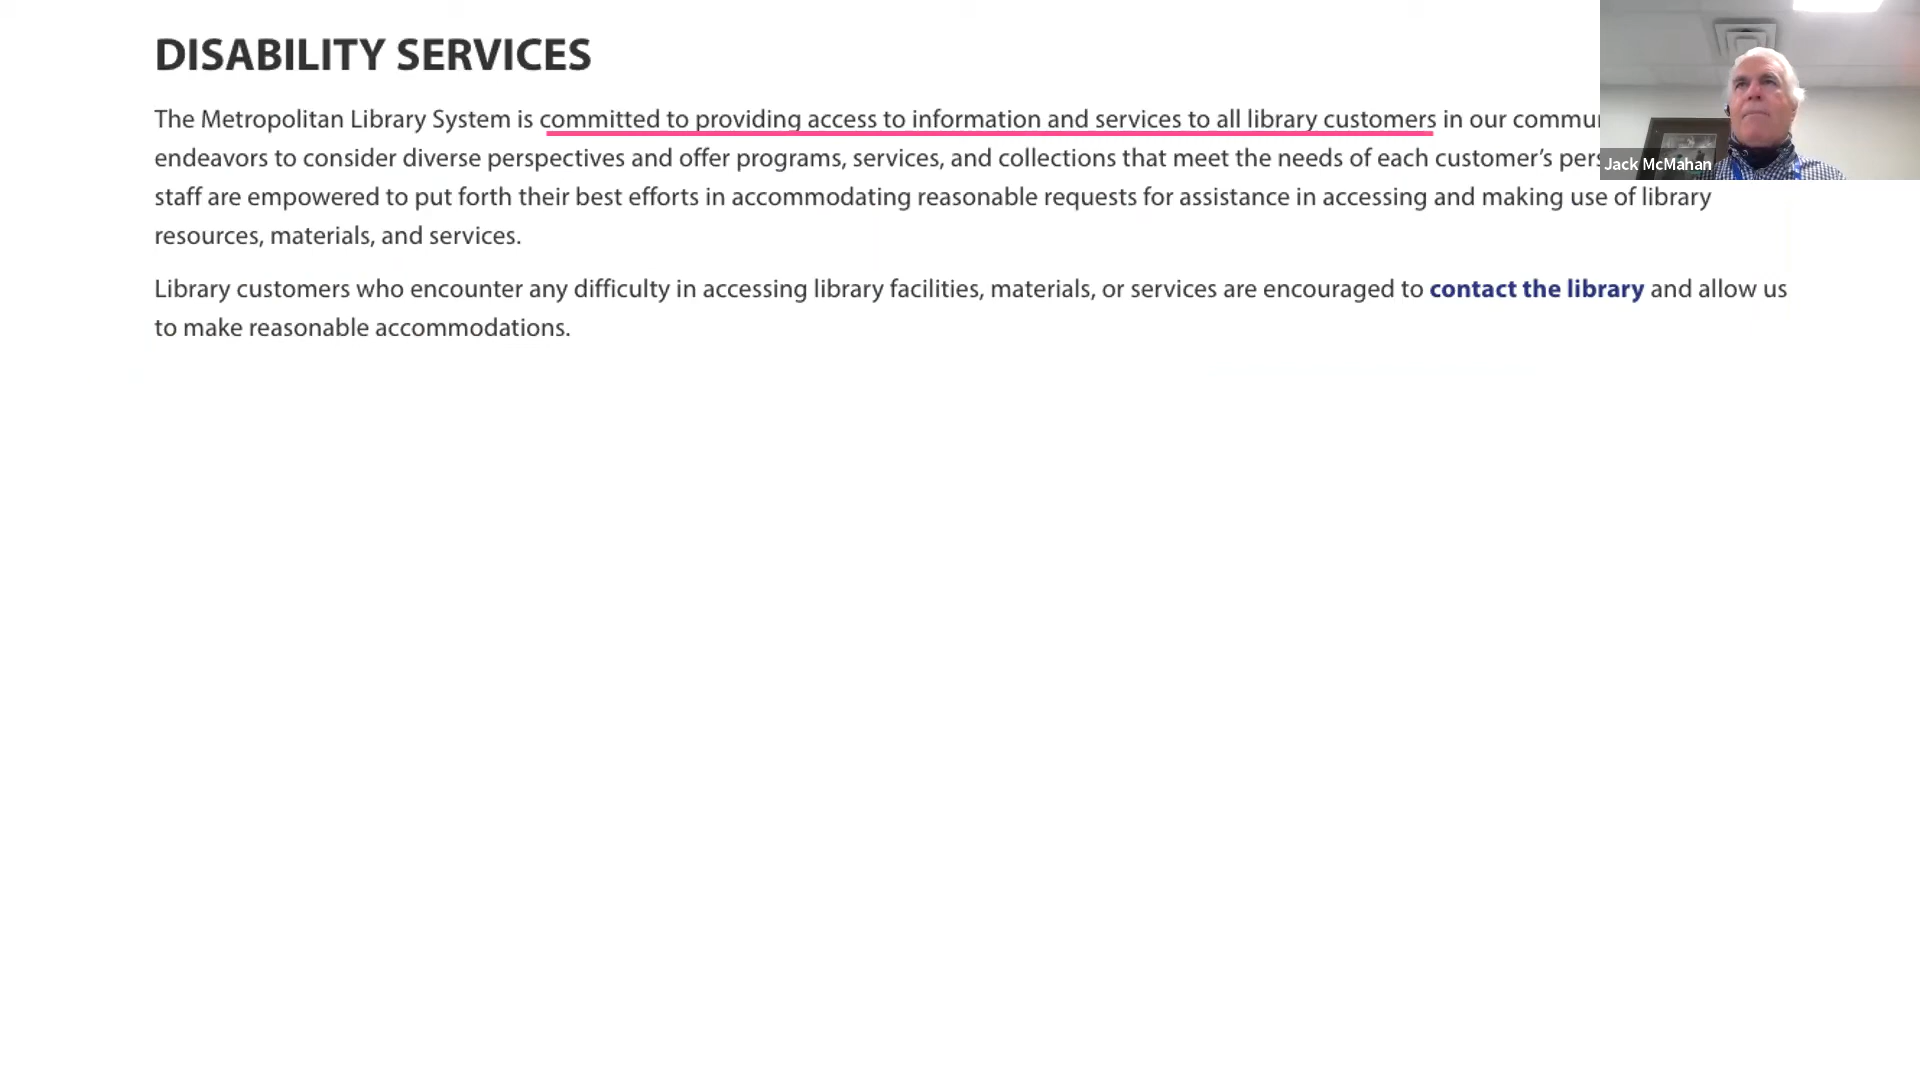 DISABILITY SERVICES
The Metropolitan Library System is committed to providing access to information and services to all library customers in our
endeavors to consider diverse perspectives and offer programs, services, and collections that meet the needs of each customer’s
Jack McMahan
staff are empowered to put forth their best efforts in accommodating reasonable requests for assistance in accessing and making use of library
resources, materials, and services.
Library customers who encounter any difficulty in accessing library facilities, materials, or services are encouraged to contact the library and allow us
to make reasonable accommodations.